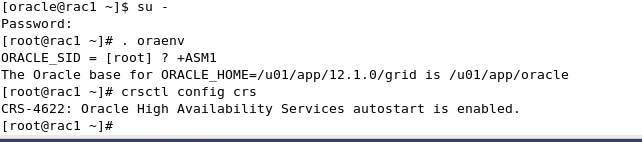 [oracle@rac1 ~]$ su -
Password:
[root@rac1 ~]# . oraenv
ORACLE_SID = [root] ? +ASM1
The Oracle base for ORACLE_HOME=/u01/app/12.1.0/grid is /u01/app/oracle
[root@rac1 ~]# crsctl config crs
CRS-4622: Oracle High Availability Services autostart is enabled.
[root@rac1 ~]#